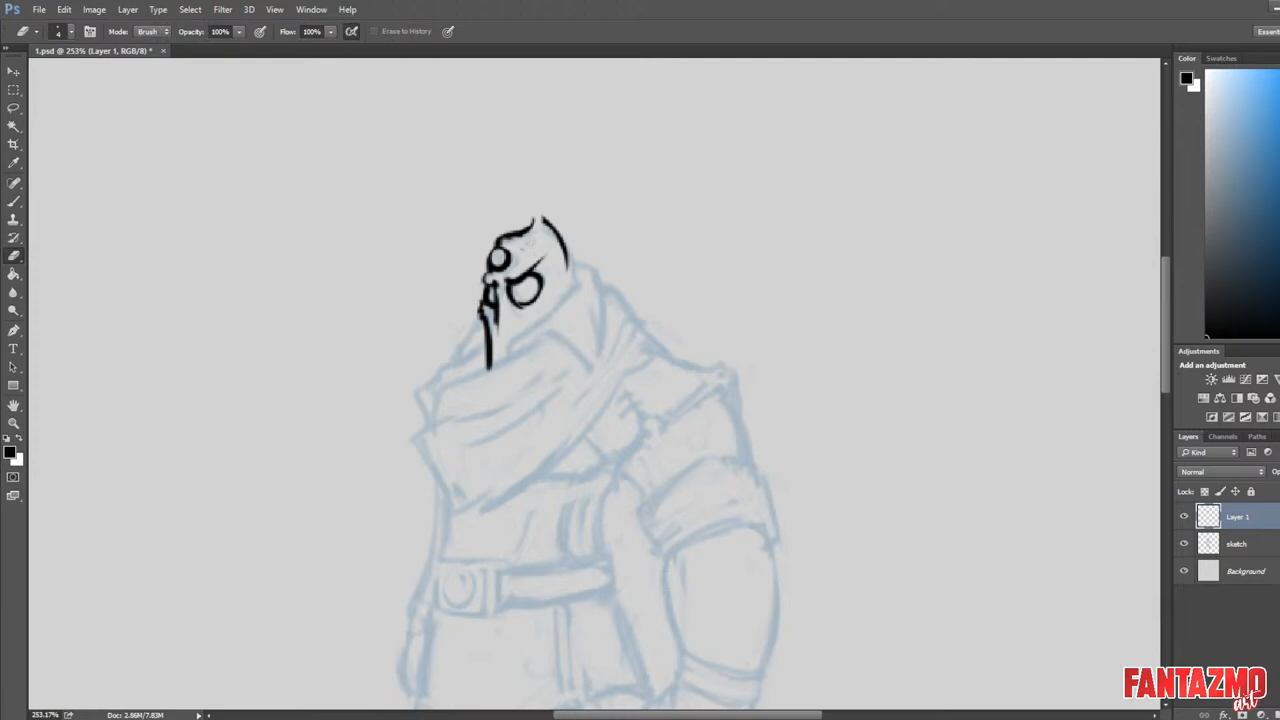 Ps File Edit Image Layer Type Select Filter 3D View Window Help
4 Mode: Brush Opacity: 100% Flow: 100% Erase to History
1.psd @ 253% (Layer 1, RGB/8) * ×
Color Swatches
Adjustments
Add an adjustment
Layers Channels Paths
Kind
Normal
Lock:
Layer 1
sketch
Background
253.17% Doc: 2.86M/7.83M
FANTAZMO
art